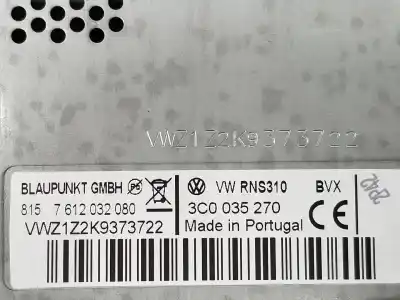 VWZ1Z2K9373722
BLAUPUNKT GMBH VW RNS310 BVX
815 7 612 032 080 3C0 035 270
VWZ1Z2K9373722 Made in Portugal